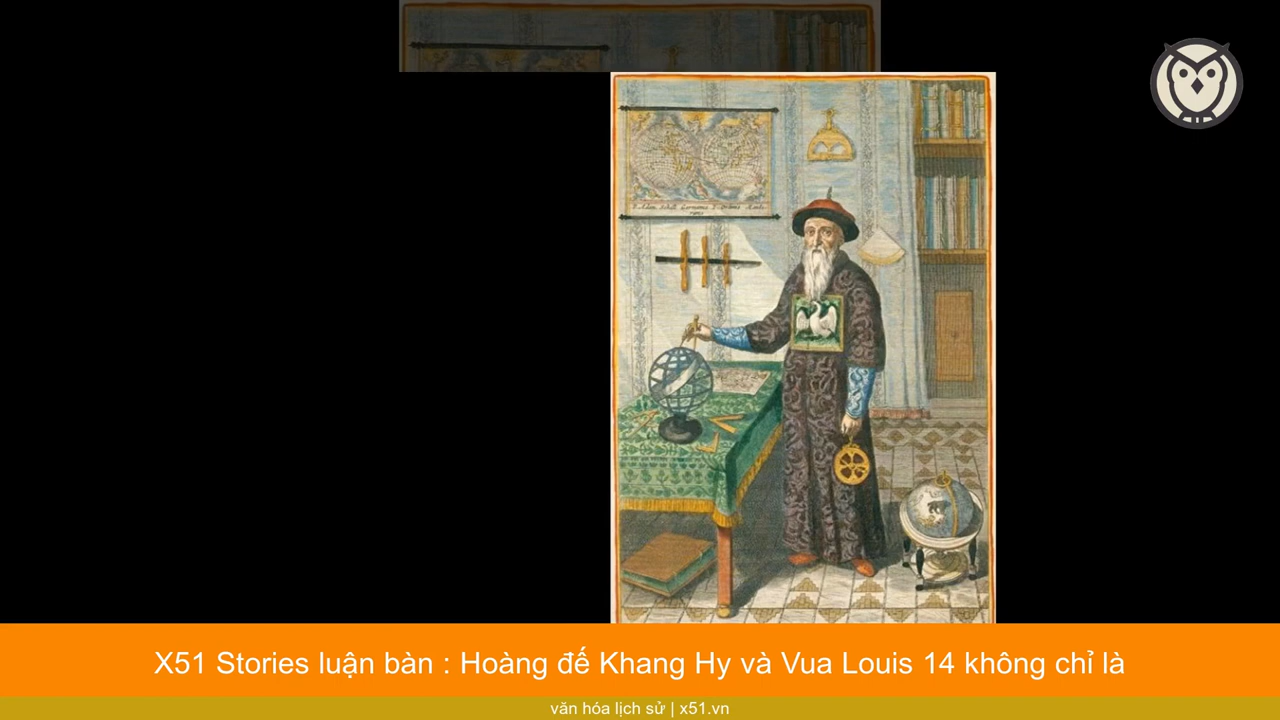 X51 Stories luận bàn : Hoàng đế Khang Hy và Vua Louis 14 không chỉ là
văn hóa lịch sử | x51.vn